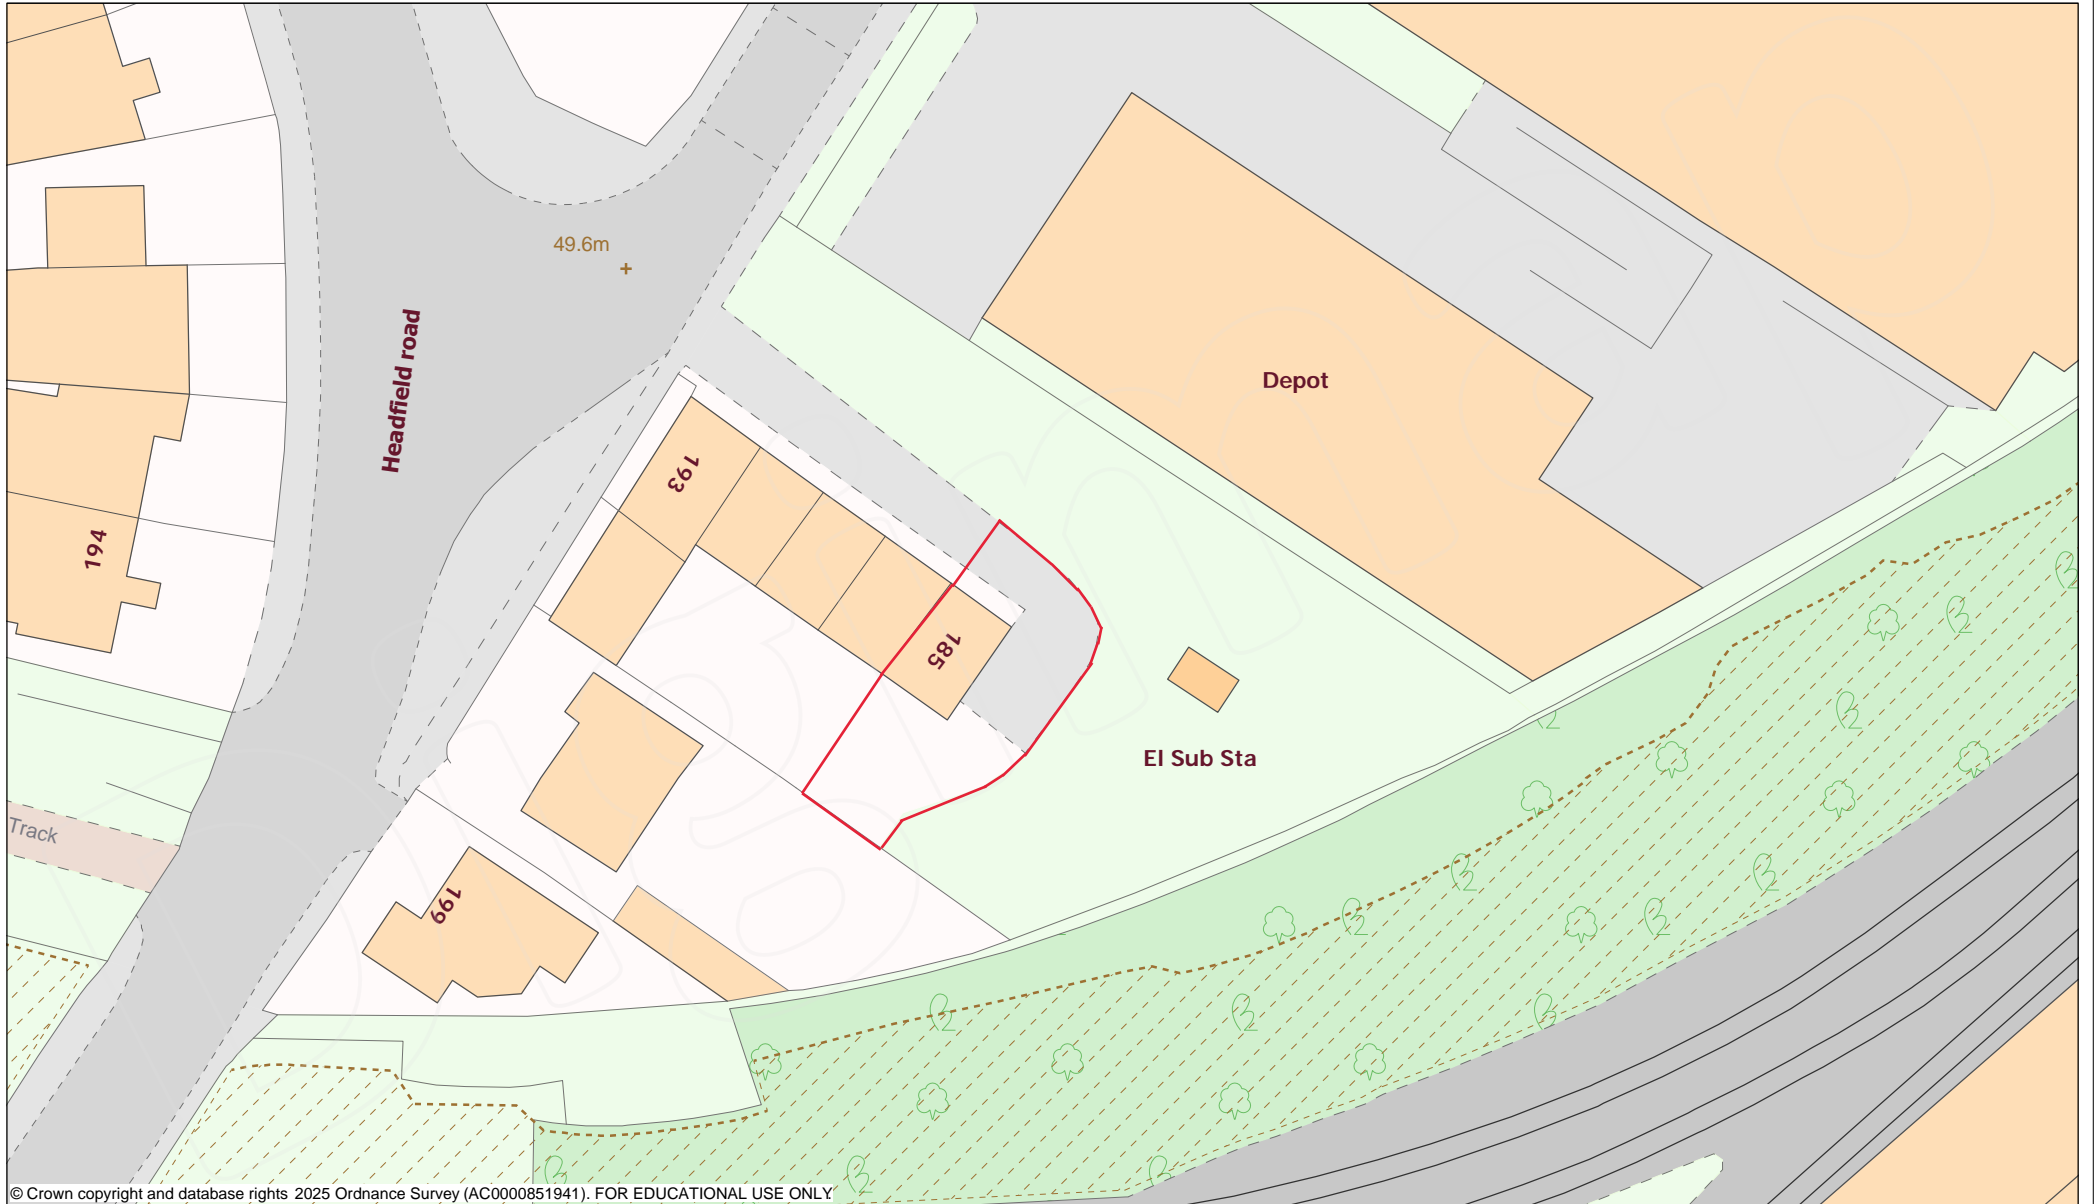 49.6m
Headfield road
Depot
193
194
185
El Sub Sta
Track
199
© Crown copyright and database rights 2025 Ordnance Survey (AC0000851941). FOR EDUCATIONAL USE ONLY